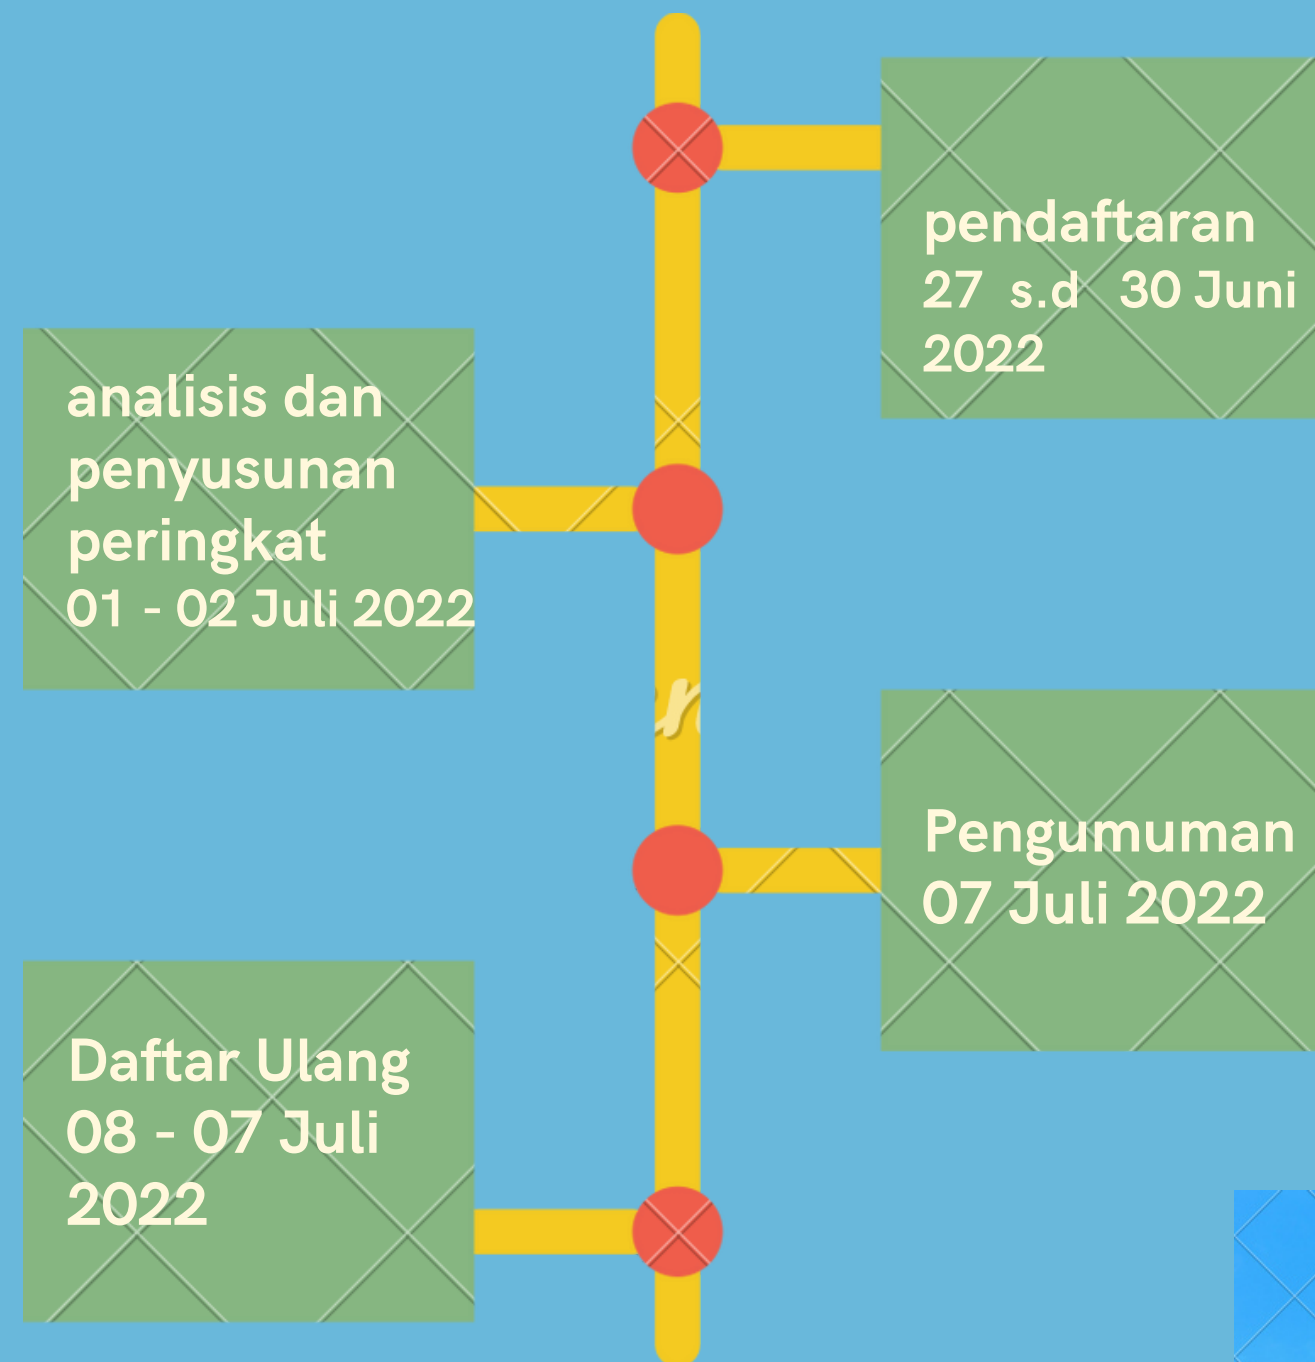 pendaftaran
27 s.d 30 Juni
2022
analisis dan
penyusunan
peringkat
01 - 02 Juli 2022
Pengumuman
07 Juli 2022
Daftar Ulang
08 - 07 Juli
2022